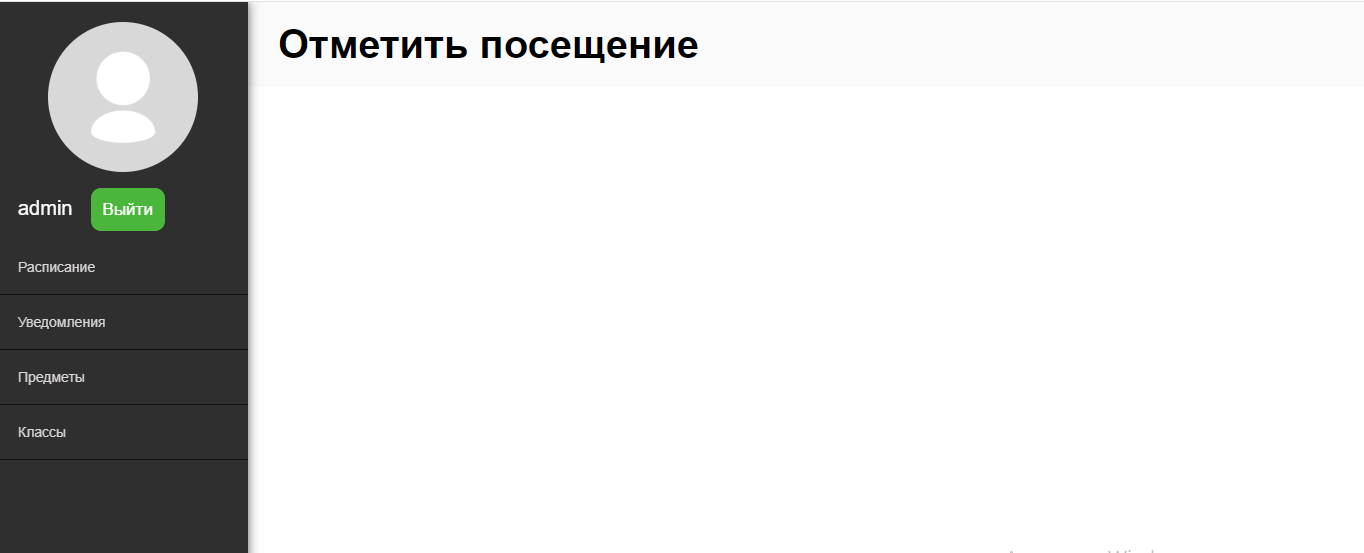 Отметить посещение
admin
Выйти
Расписание
Уведомления
Предметы
Классы